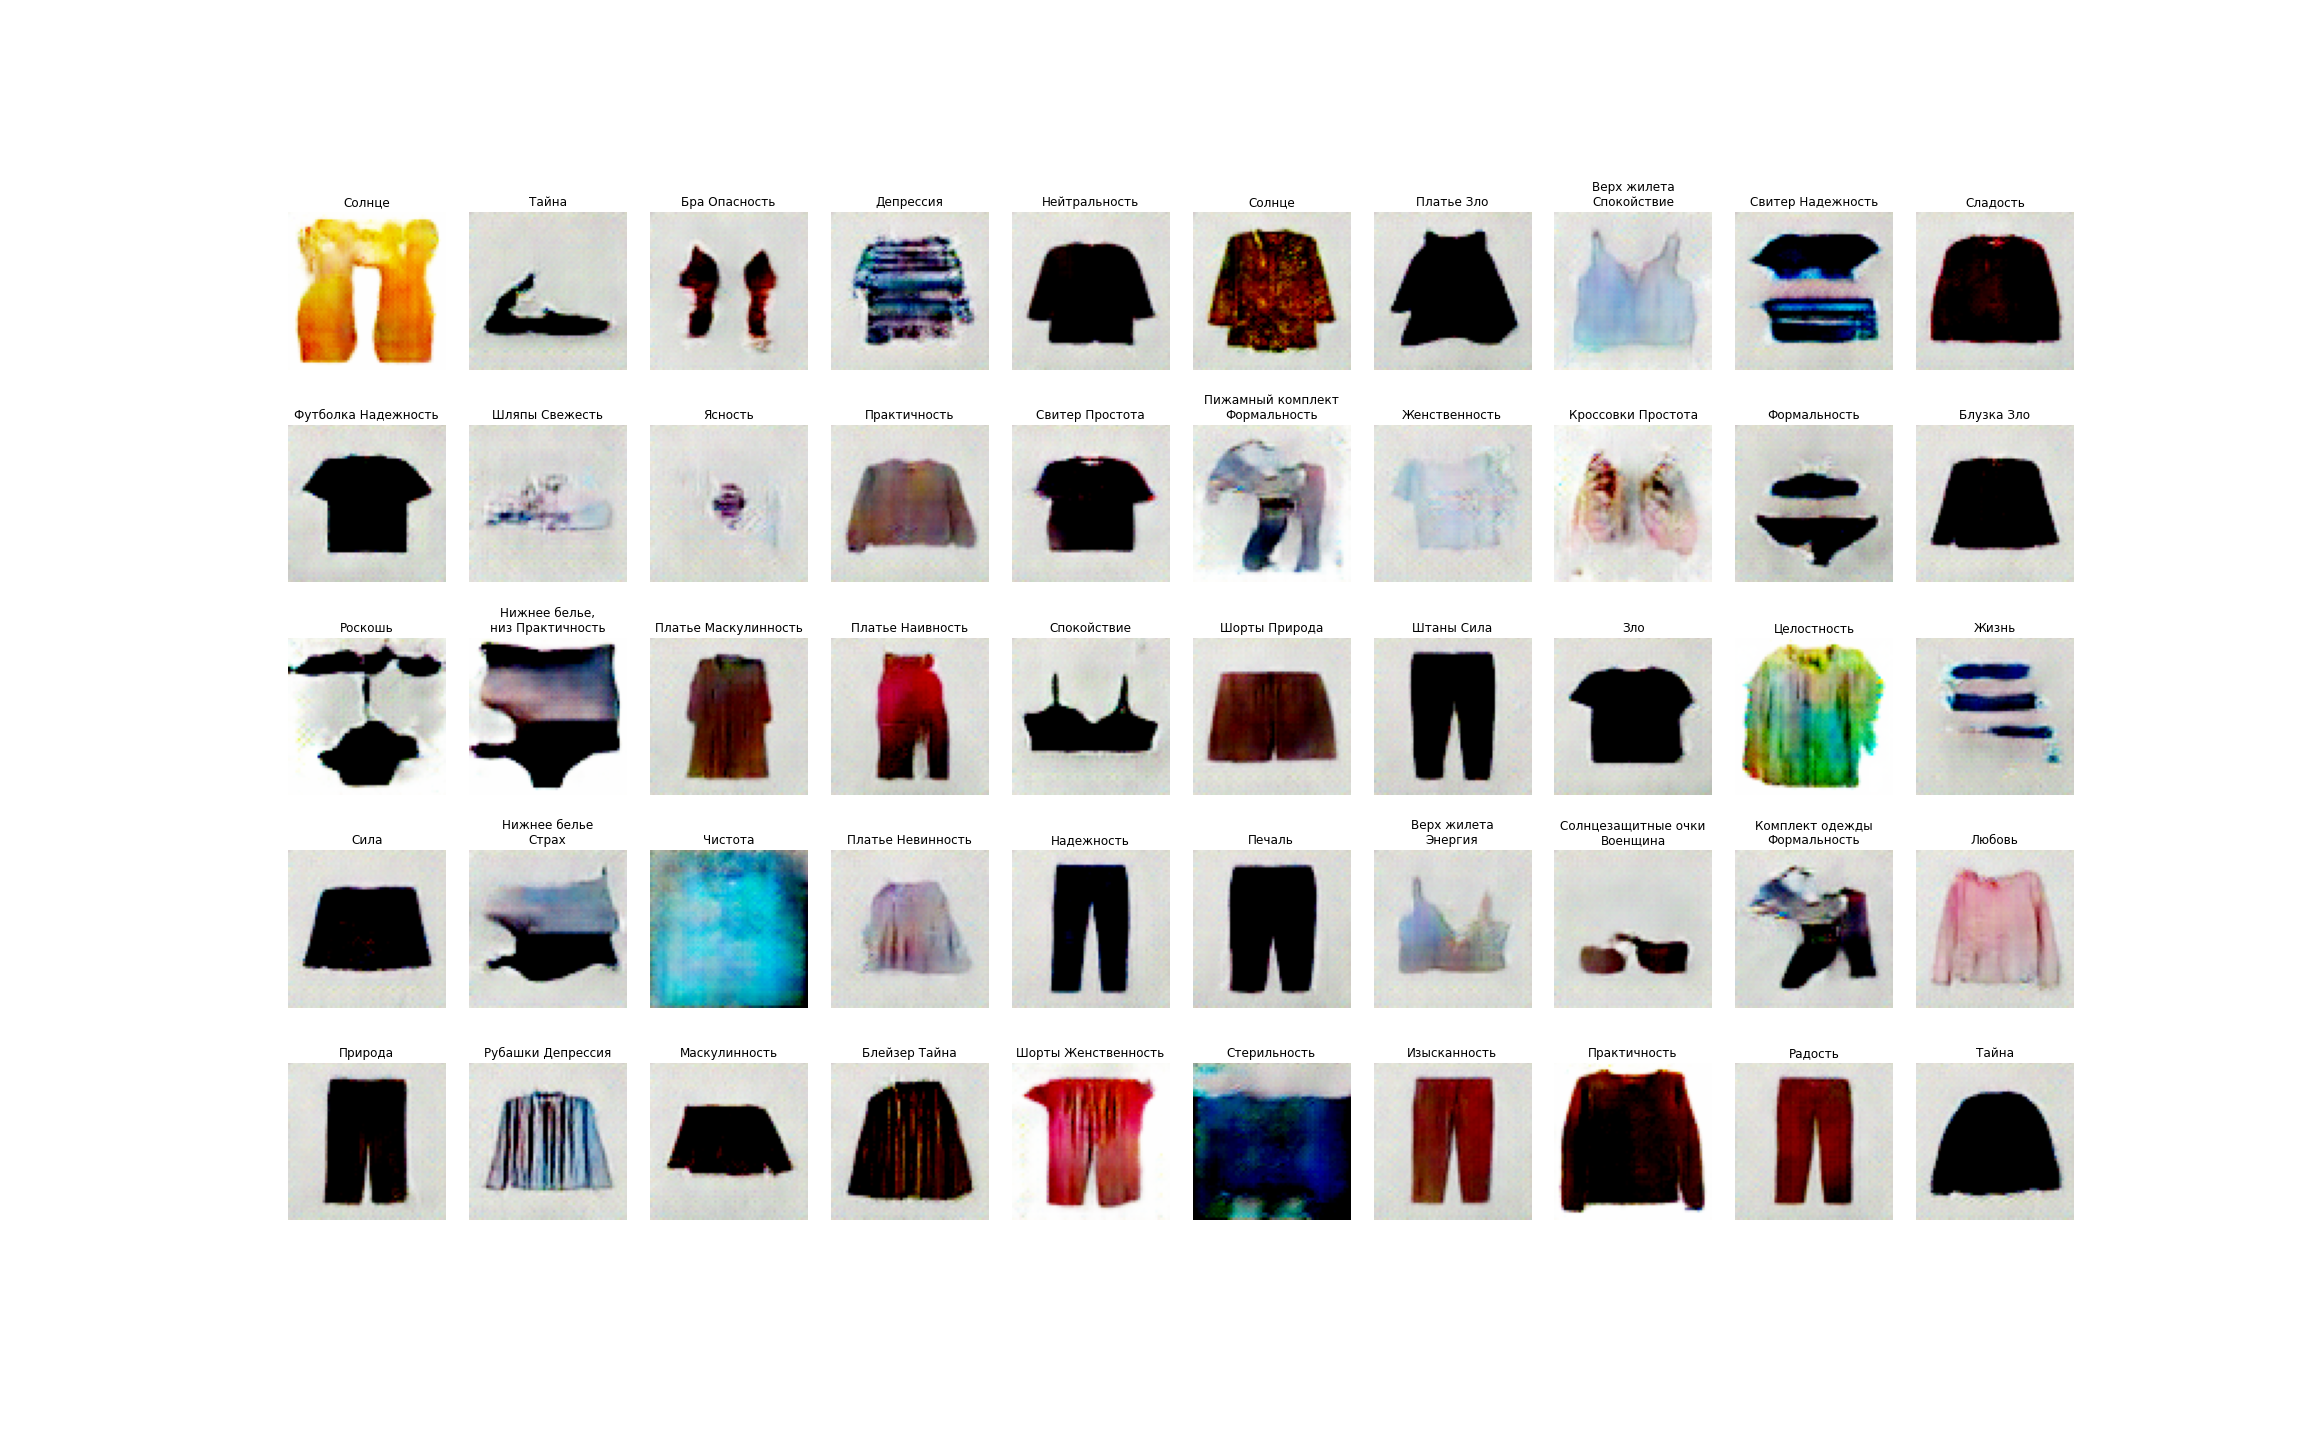 Солнце
Тайна
Бра Опасность
Депрессия
Нейтральность
Солнце
Платье Зло
Верх жилета
Спокойствие
Свитер Надежность
Сладость
Футболка Надежность
Шляпы Свежесть
Ясность
Практичность
Свитер Простота
Пижамный комплект
Формальность
Женственность
Кроссовки Простота
Формальность
Блузка Зло
Роскошь
Нижнее белье,
низ Практичность
Платье Маскулинность
Платье Наивность
Спокойствие
Шорты Природа
Штаны Сила
Зло
Целостность
Жизнь
Сила
Нижнее белье
Страх
Чистота
Платье Невинность
Надежность
Печаль
Верх жилета
Энергия
Солнцезащитные очки
Военщина
Комплект одежды
Формальность
Любовь
Природа
Рубашки Депрессия
Маскулинность
Блейзер Тайна
Шорты Женственность
Стерильность
Изысканность
Практичность
Радость
Тайна